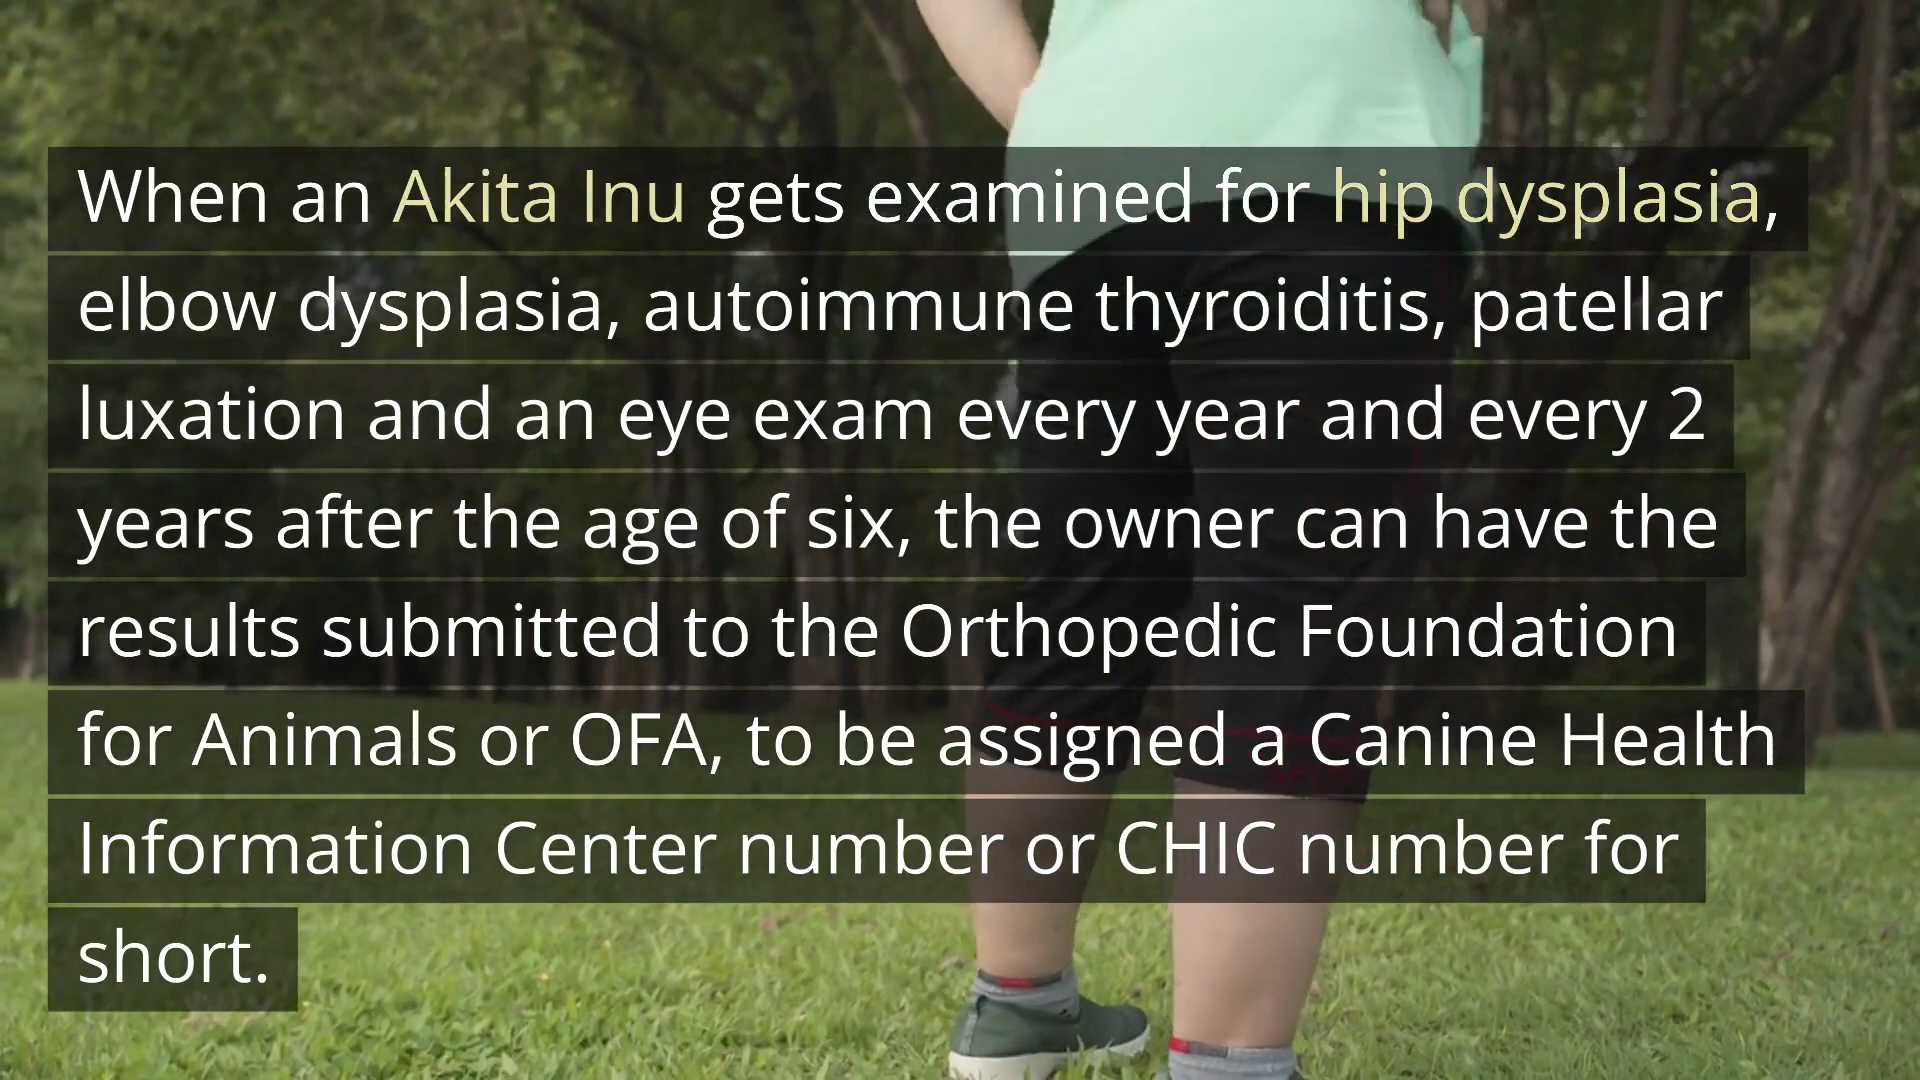 When an Akita Inu gets examined for hip dysplasia,
elbow dysplasia, autoimmune thyroiditis, patellar
luxation and an eye exam every year and every 2
years after the age of six, the owner can have the
results submitted to the Orthopedic Foundation
for Animals or OFA, to be assigned a Canine Health
Information Center number or CHIC number for
short.